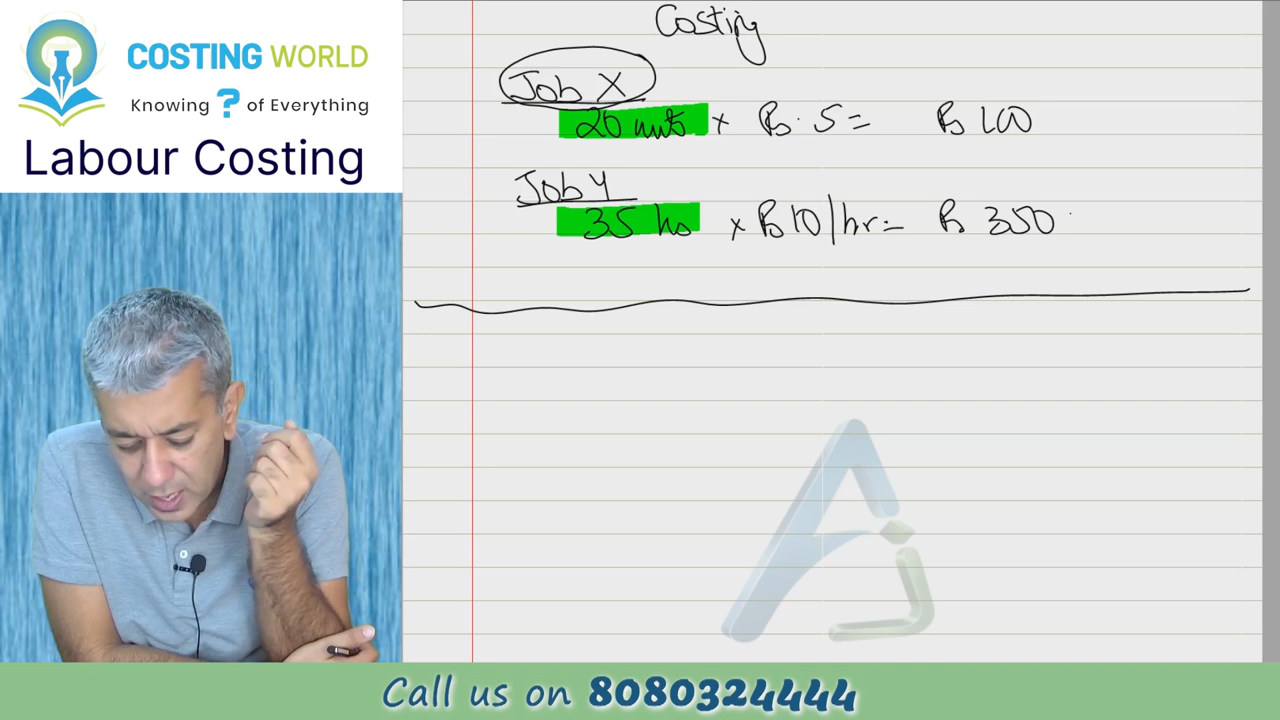 COSTING WORLD
Knowing ? of Everything
Labour Costing
Costing
Job X
20 units × Rs. 5 = Rs 100
Job Y
35 hs × Rs 10/hr = Rs 350
Call us on 8080324444